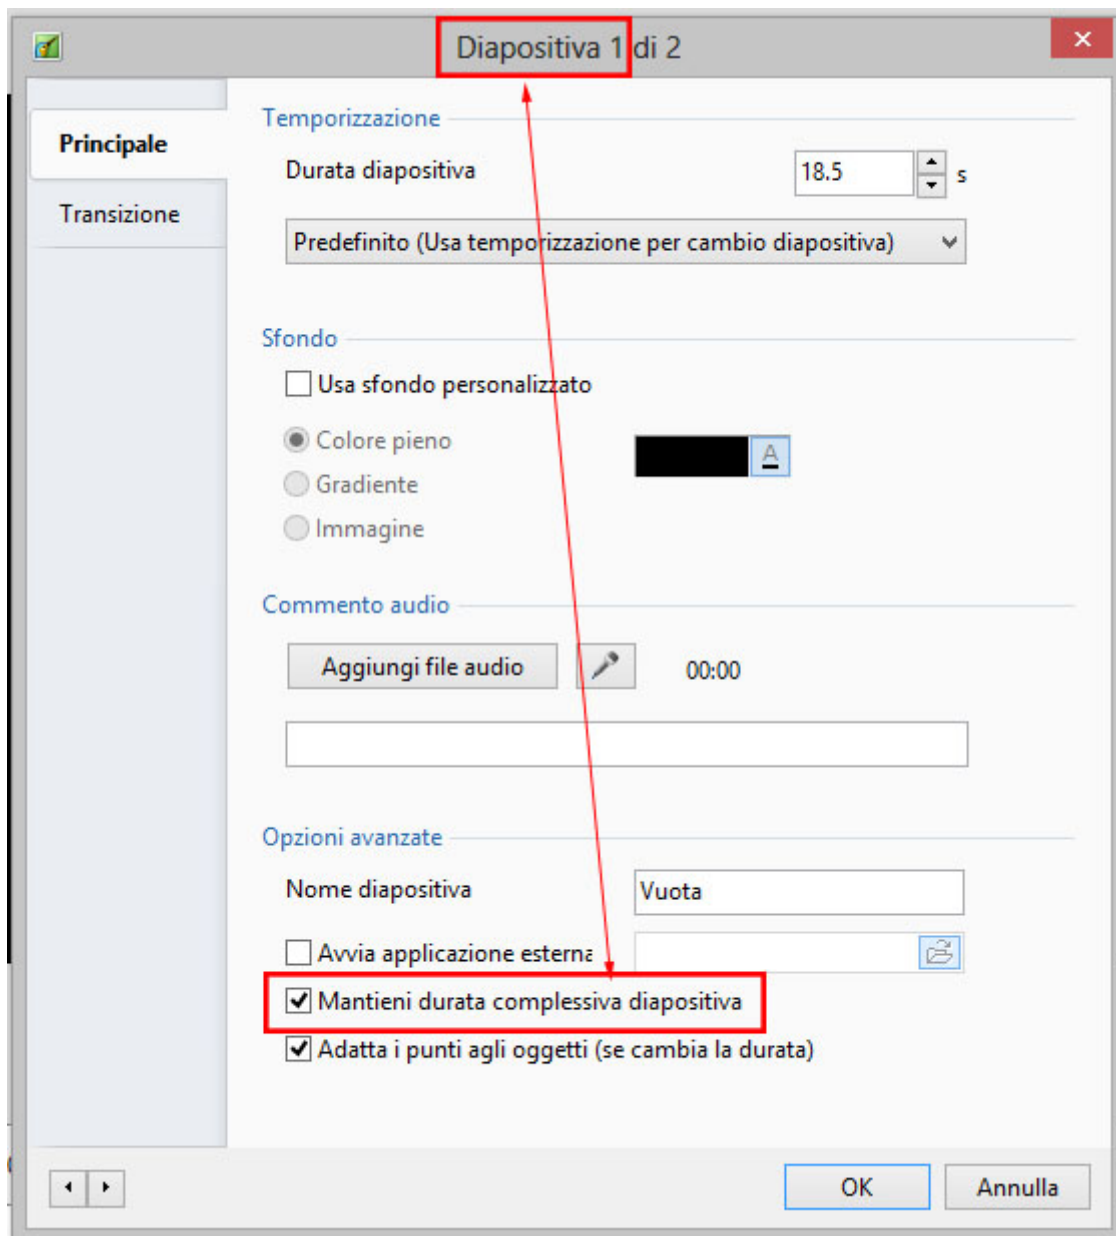 Diapositiva 1 di 2
Principale
Transizione
Temporizzazione
Durata diapositiva
18.5
s
Predefinito (Usa temporizzazione per cambio diapositiva)
Sfondo
Usa sfondo personalizzato
Colore pieno
A
Gradiente
Immagine
Commento audio
Aggiungi file audio
00:00
Opzioni avanzate
Nome diapositiva
Vuota
Avvia applicazione esterna
Mantieni durata complessiva diapositiva
Adatta i punti agli oggetti (se cambia la durata)
OK
Annulla